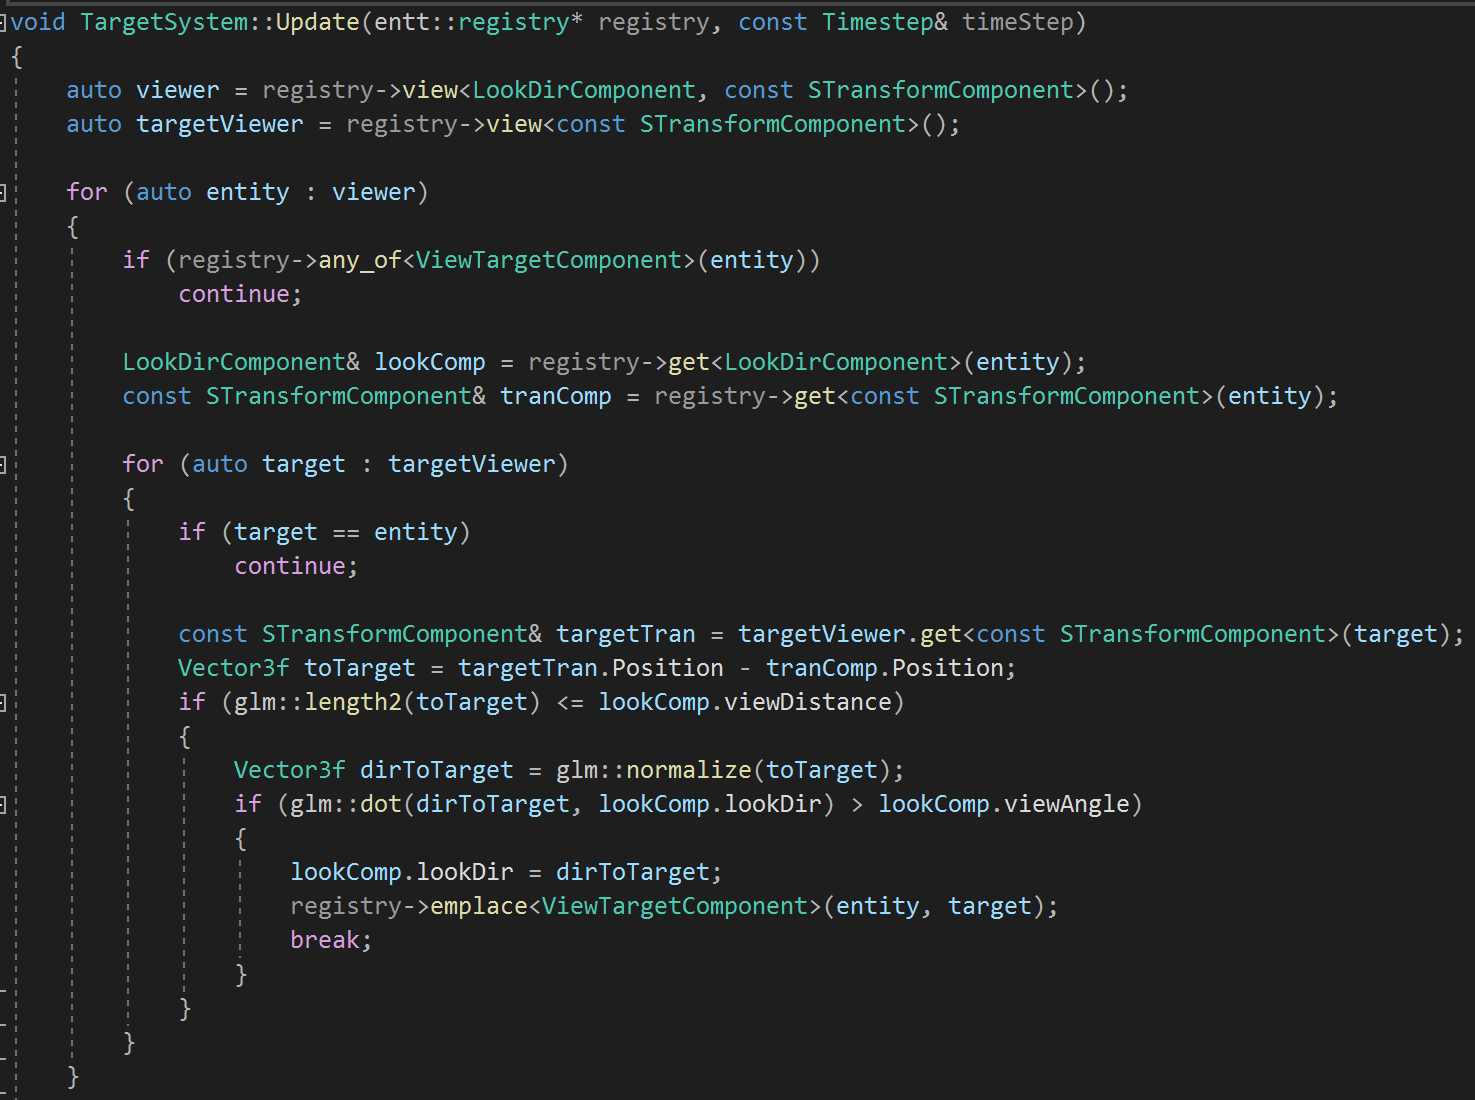 void TargetSystem::Update(entt::registry* registry, const Timestep& timeStep)
{
    auto viewer = registry->view<LookDirComponent, const STransformComponent>();
    auto targetViewer = registry->view<const STransformComponent>();

    for (auto entity : viewer)
    {
        if (registry->any_of<ViewTargetComponent>(entity))
            continue;

        LookDirComponent& lookComp = registry->get<LookDirComponent>(entity);
        const STransformComponent& tranComp = registry->get<const STransformComponent>(entity);

        for (auto target : targetViewer)
        {
            if (target == entity)
                continue;

            const STransformComponent& targetTran = targetViewer.get<const STransformComponent>(target);
            Vector3f toTarget = targetTran.Position - tranComp.Position;
            if (glm::length2(toTarget) <= lookComp.viewDistance)
            {
                Vector3f dirToTarget = glm::normalize(toTarget);
                if (glm::dot(dirToTarget, lookComp.lookDir) > lookComp.viewAngle)
                {
                    lookComp.lookDir = dirToTarget;
                    registry->emplace<ViewTargetComponent>(entity, target);
                    break;
                }
            }
        }
    }